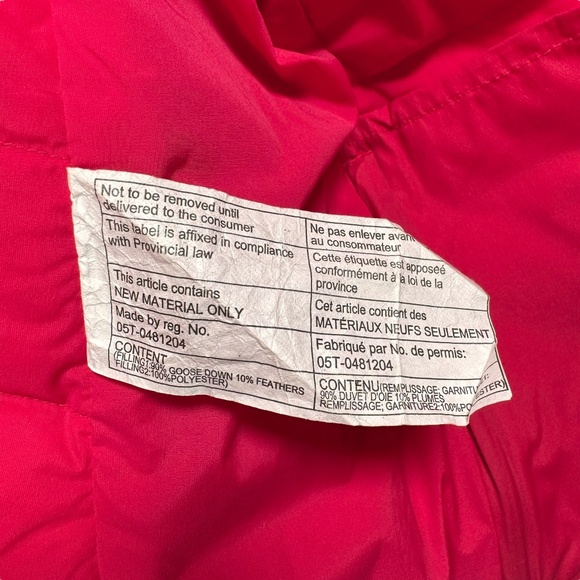 Not to be removed until
delivered to the consumer
This label is affixed in compliance
with Provincial law
This article contains
NEW MATERIAL ONLY
Made by reg. No.
05T-0481204
CONTENT
(FILLING1:90% GOOSE DOWN 10% FEATHERS
FILLING2:100%POLYESTER)
Ne pas enlever avant
au consommateur
Cette étiquette est apposée
conformément à la loi de la
province
Cet article contient des
MATÉRIAUX NEUFS SEULEMENT
Fabriqué par No. de permis:
05T-0481204
CONTENU(REMPLISSAGE; GARNITU
90% DUVET D'OIE 10% PLUMES
REMPLISSAGE; GARNITURE2:100%PO